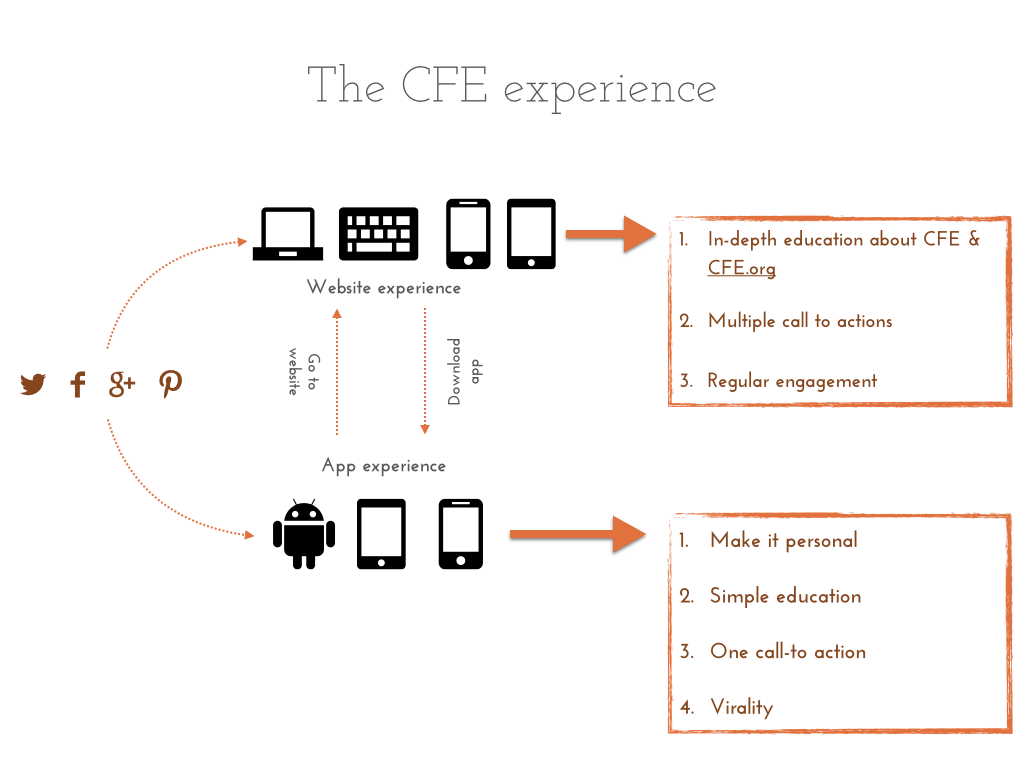 The CFE experience
Website experience
Go to
website
Download
app
App experience
1. In-depth education about CFE &
CFE.org
2. Multiple call to actions
3. Regular engagement
1. Make it personal
2. Simple education
3. One call-to action
4. Virality